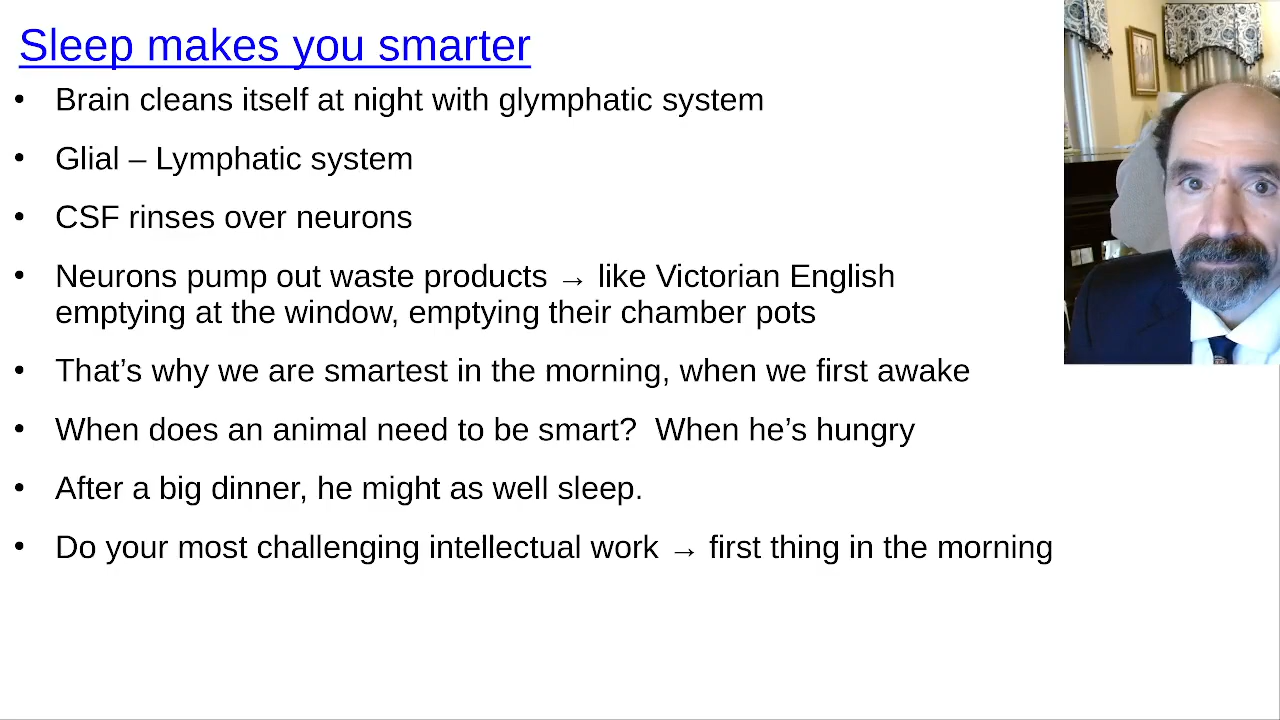 Sleep makes you smarter
• Brain cleans itself at night with glymphatic system
• Glial – Lymphatic system
• CSF rinses over neurons
• Neurons pump out waste products → like Victorian English
emptying at the window, emptying their chamber pots
• That’s why we are smartest in the morning, when we first awake
• When does an animal need to be smart?  When he’s hungry
• After a big dinner, he might as well sleep.
• Do your most challenging intellectual work → first thing in the morning